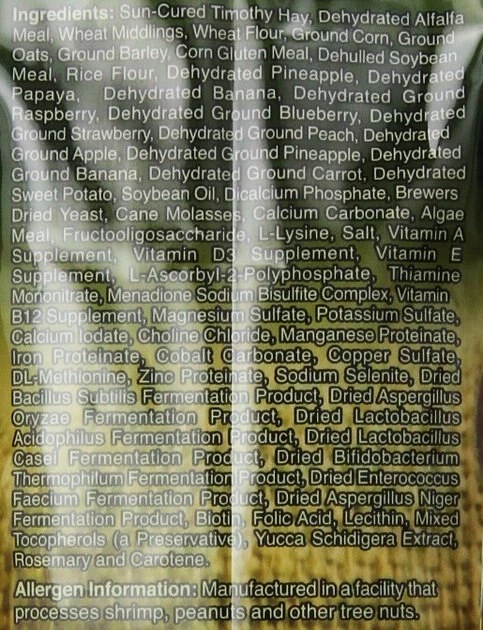 Ingredients: Sun-Cured Timothy Hay, Dehydrated Alfalfa
Meal, Wheat Middlings, Wheat Flour, Ground Corn, Ground
Oats, Ground Barley, Corn Gluten Meal, Dehulled Soybean
Meal, Rice Flour, Dehydrated Pineapple, Dehydrated
Papaya, Dehydrated Banana, Dehydrated Ground
Raspberry, Dehydrated Ground Blueberry, Dehydrated
Ground Strawberry, Dehydrated Ground Peach, Dehydrated
Ground Apple, Dehydrated Ground Pineapple, Dehydrated
Ground Banana, Dehydrated Ground Carrot, Dehydrated
Sweet Potato, Soybean Oil, Dicalcium Phosphate, Brewers
Dried Yeast, Cane Molasses, Calcium Carbonate, Algae
Meal, Fructooligosaccharide, L-Lysine, Salt, Vitamin A
Supplement, Vitamin D3 Supplement, Vitamin E
Supplement, L-Ascorbyl-2-Polyphosphate, Thiamine
Mononitrate, Menadione Sodium Bisulfite Complex, Vitamin
B12 Supplement, Magnesium Sulfate, Potassium Sulfate,
Calcium Iodate, Choline Chloride, Manganese Proteinate,
Iron Proteinate, Cobalt Carbonate, Copper Sulfate,
DL-Methionine, Zinc Proteinate, Sodium Selenite, Dried
Bacillus Subtilis Fermentation Product, Dried Aspergillus
Oryzae Fermentation Product, Dried Lactobacillus
Acidophilus Fermentation Product, Dried Lactobacillus
Casei Fermentation Product, Dried Bifidobacterium
Thermophilum Fermentation Product, Dried Enterococcus
Faecium Fermentation Product, Dried Aspergillus Niger
Fermentation Product, Biotin, Folic Acid, Lecithin, Mixed
Tocopherols (a Preservative), Yucca Schidigera Extract,
Rosemary and Carotene.
Allergen Information: Manufactured in a facility that
processes shrimp, peanuts and other tree nuts.